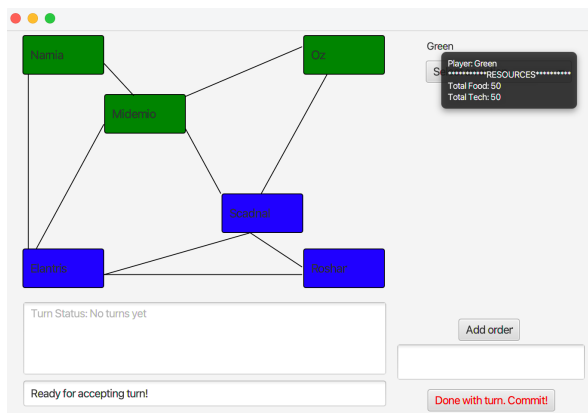 Narnia
Oz
Green
Se
Player: Green
***********RESOURCES**********
Total Food: 50
Total Tech: 50
Midemio
Elantris
Roshar
Turn Status: No turns yet
Add order
Ready for accepting turn!
Done with turn. Commit!